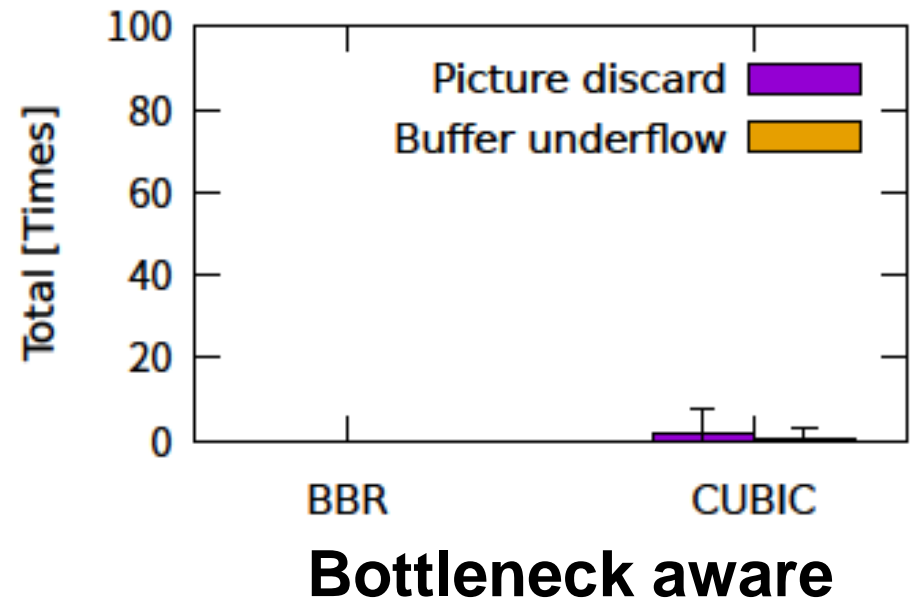 100
80
60
40
20
0
Total [Times]
Picture discard
Buffer underflow
BBR
CUBIC
Bottleneck aware